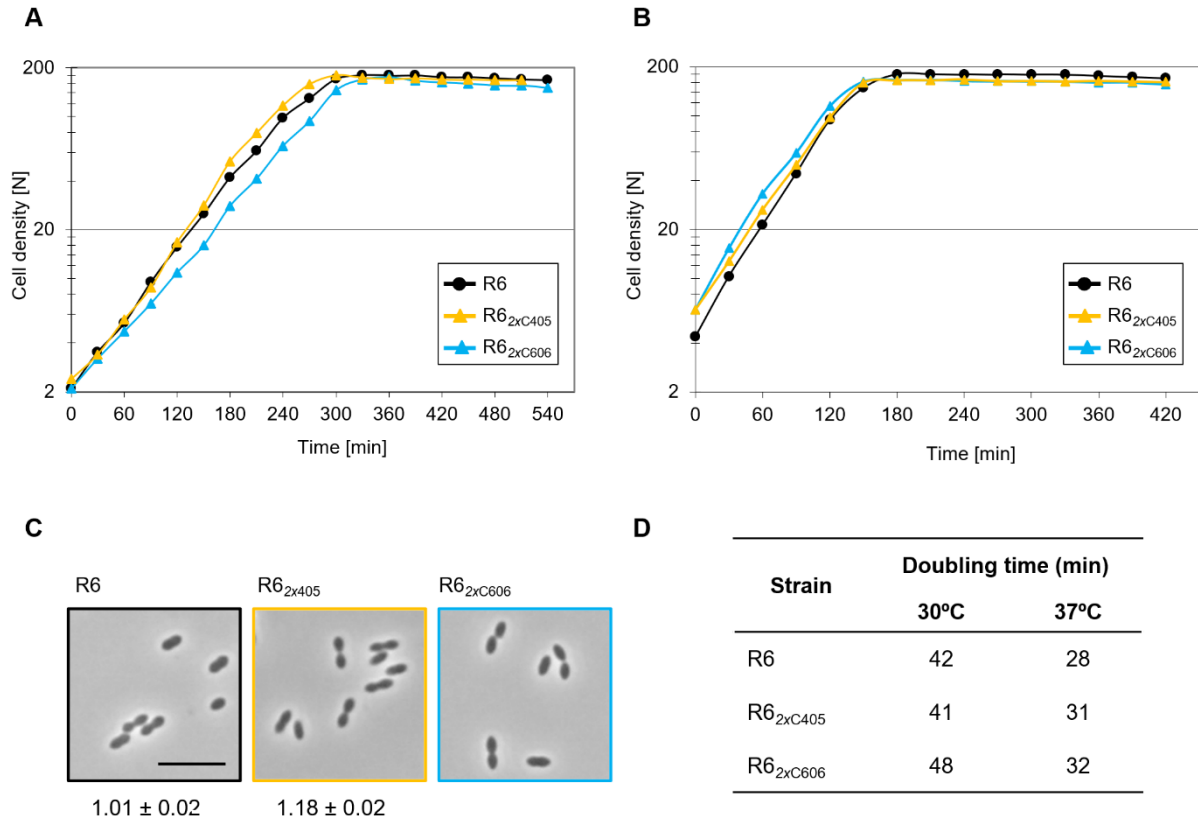 A
Cell density [N]
200
20
2
0 60 120 180 240 300 360 420 480 540
Time [min]
R6
R6₂ₓC405
R6₂ₓC606
B
Cell density [N]
200
20
2
0 60 120 180 240 300 360 420
Time [min]
R6
R6₂ₓC405
R6₂ₓC606
C
R6 R6₂ₓ405 R6₂ₓC606
1.01 ± 0.02 1.18 ± 0.02
D
Strain Doubling time (min)
30ºC 37ºC
R6 42 28
R6₂ₓC405 41 31
R6₂ₓC606 48 32